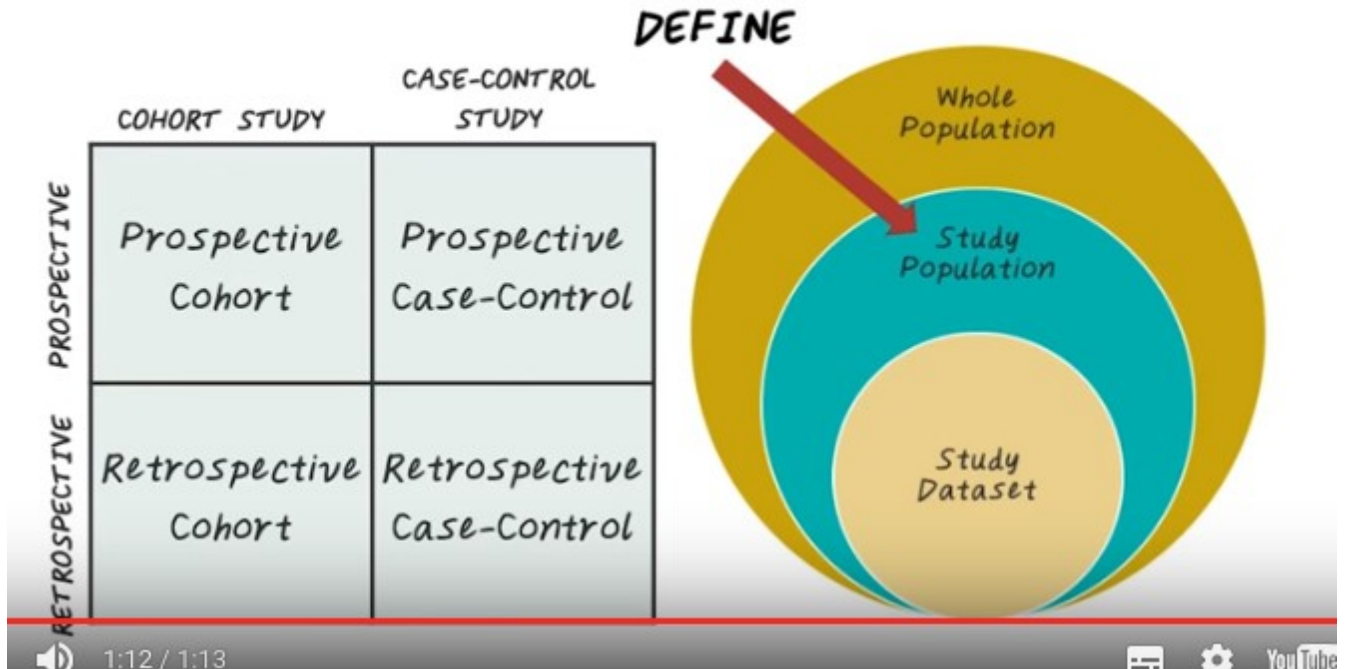 DEFINE
COHORT STUDY
CASE-CONTROL
STUDY
PROSPECTIVE
Prospective
Cohort
Prospective
Case-Control
RETROSPECTIVE
Retrospective
Cohort
Retrospective
Case-Control
Whole
Population
Study
Population
Study
Dataset
1:12 / 1:13
YouTube